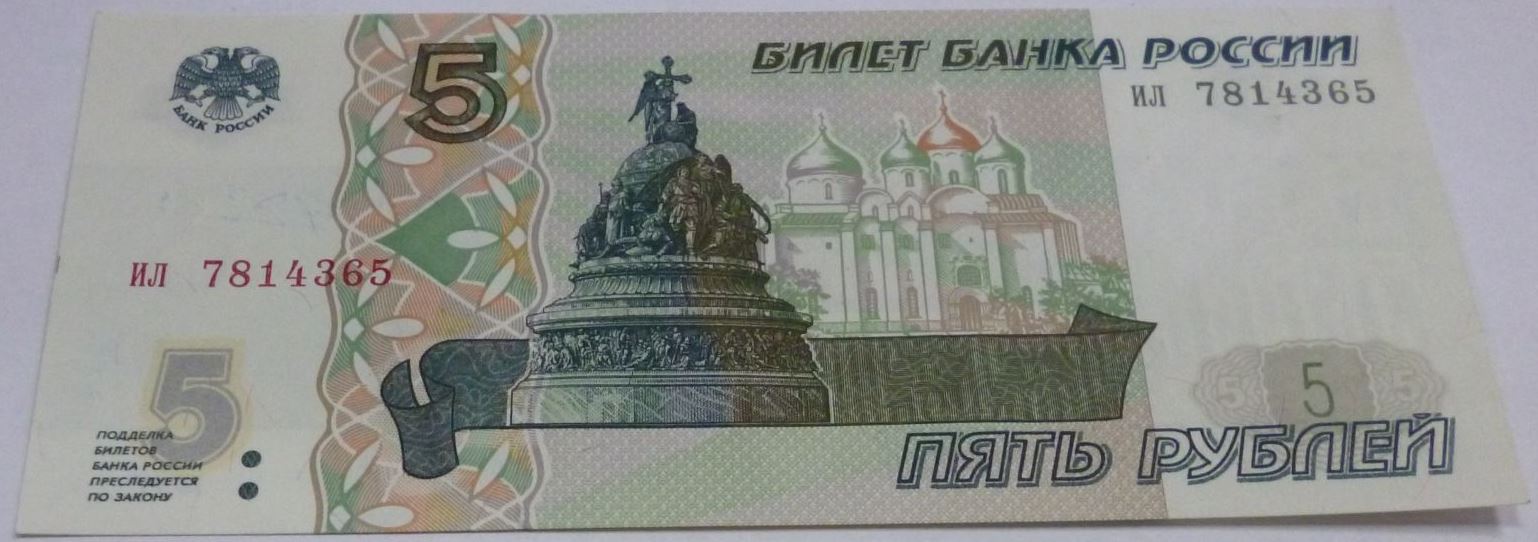 БАНК РОССИИ
5
БИЛЕТ БАНКА РОССИИ
ил 7814365
ил 7814365
5
ПОДДЕЛКА
БИЛЕТОВ
БАНКА РОССИИ
ПРЕСЛЕДУЕТСЯ
ПО ЗАКОНУ
5 5 5
ПЯТЬ РУБЛЕЙ